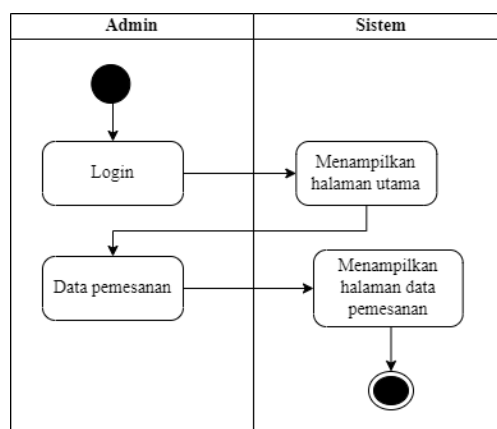 Admin
Sistem
Login
Menampilkan
halaman utama
Data pemesanan
Menampilkan
halaman data
pemesanan